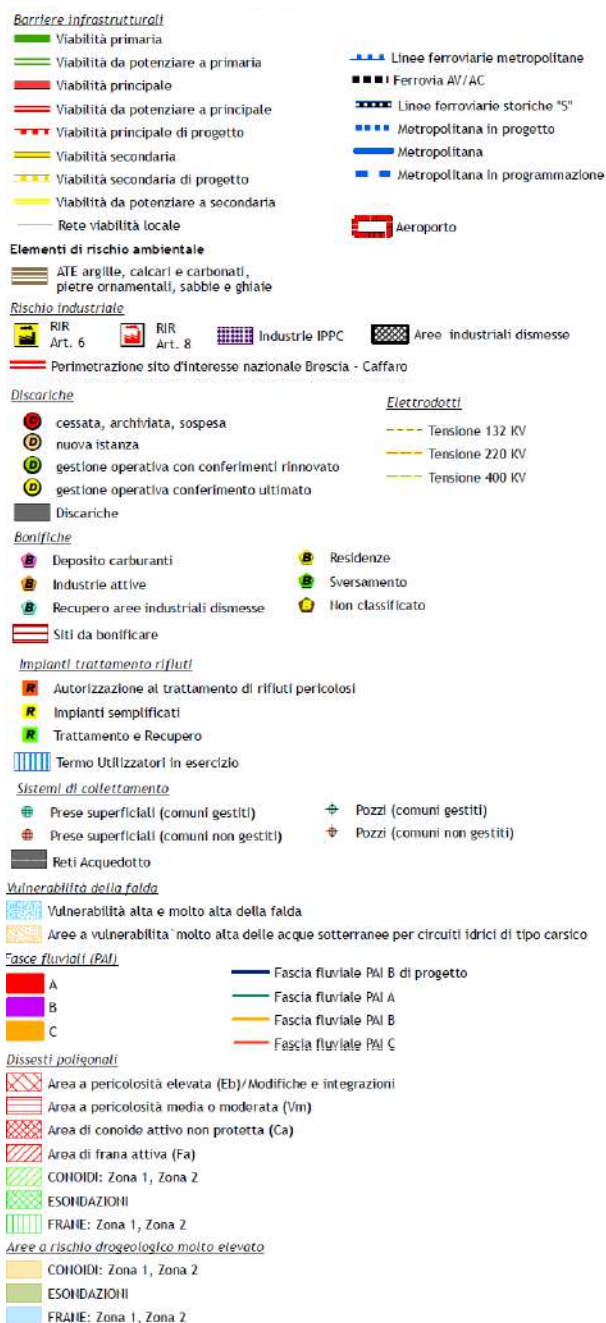 Barriere infrastrutturali
Viabilità primaria
Viabilità da potenziare a primaria
Viabilità principale
Viabilità da potenziare a principale
Viabilità principale di progetto
Viabilità secondaria
Viabilità secondaria di progetto
Viabilità da potenziare a secondaria
Rete viabilità locale
Linee ferroviarie metropolitane
Ferrovia AV/AC
Linee ferroviarie storiche "S"
Metropolitana in progetto
Metropolitana
Metropolitana in programmazione
Aeroporto
Elementi di rischio ambientale
ATE argille, calcari e carbonati,
pietre ornamentali, sabbie e ghiaie
Rischio industriale
RIR
Art. 6
RIR
Art. 8
Industrie IPPC
Aree industriali dismesse
Perimetrazione sito d'interesse nazionale Brescia - Caffaro
Discariche
D cessata, archiviata, sospesa
D nuova istanza
D gestione operativa con conferimenti rinnovato
D gestione operativa conferimento ultimato
Discariche
Elettrodotti
Tensione 132 KV
Tensione 220 KV
Tensione 400 KV
Bonifiche
B Deposito carburanti
B Industrie attive
B Recupero aree industriali dismesse
Siti da bonificare
B Residenze
B Sversamento
B Non classificato
Impianti trattamento rifiuti
R Autorizzazione al trattamento di rifiuti pericolosi
R Impianti semplificati
R Trattamento e Recupero
Termo Utilizzatori in esercizio
Sistemi di collettamento
Prese superficiali (comuni gestiti)
Prese superficiali (comuni non gestiti)
Reti Acquedotto
Pozzi (comuni gestiti)
Pozzi (comuni non gestiti)
Vulnerabilità della falda
Vulnerabilità alta e molto alta della falda
Aree a vulnerabilita`molto alta delle acque sotterranee per circuiti idrici di tipo carsico
Fasce fluviali (PAI)
A
B
C
Fascia fluviale PAI B di progetto
Fascia fluviale PAI A
Fascia fluviale PAI B
Fascia fluviale PAI C
Dissesti poligonali
Area a pericolosità elevata (Eb)/Modifiche e integrazioni
Area a pericolosità media o moderata (Vm)
Area di conoide attivo non protetta (Ca)
Area di frana attiva (Fa)
CONOIDI: Zona 1, Zona 2
ESONDAZIONI
FRANE: Zona 1, Zona 2
Aree a rischio drogeologico molto elevato
CONOIDI: Zona 1, Zona 2
ESONDAZIONI
FRANE: Zona 1, Zona 2